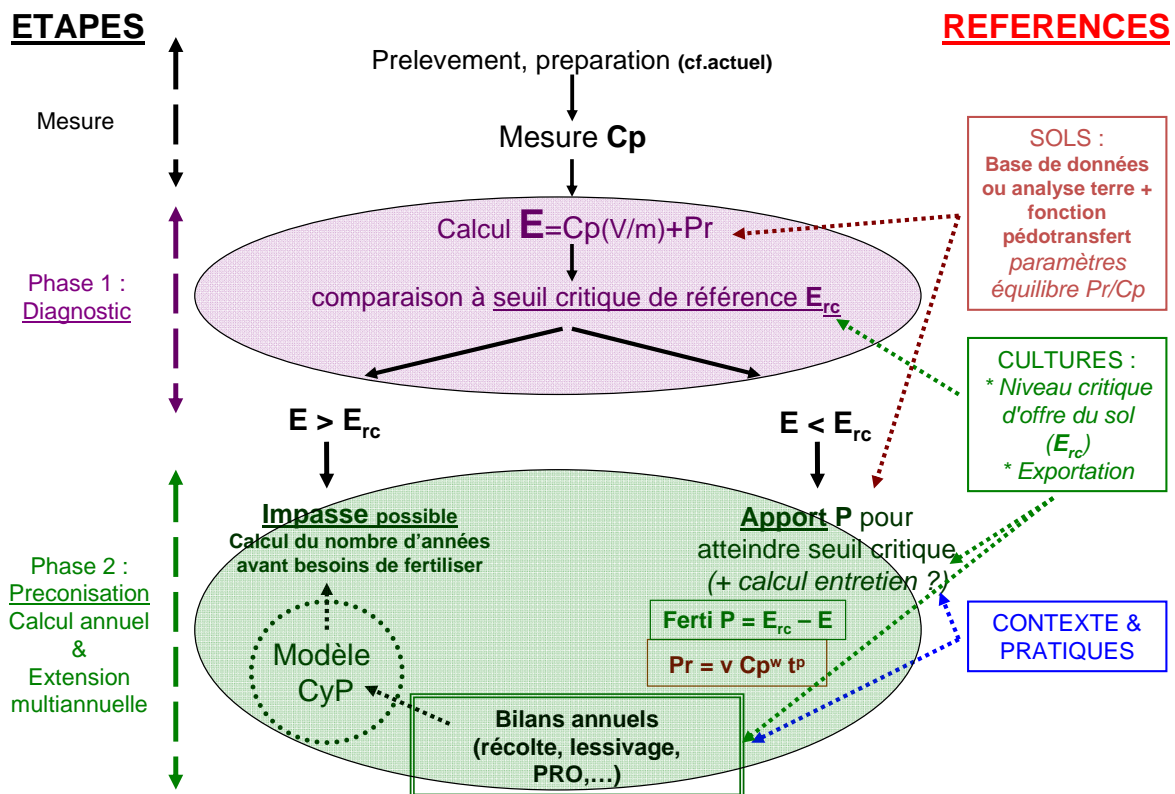 ETAPES
REFERENCES
Prelevement, preparation (cf.actuel)
Mesure
Mesure Cp
SOLS :
Base de données
ou analyse terre +
fonction
pédotransfert
paramètres
équilibre Pr/Cp
Phase 1 :
Diagnostic
Calcul E=Cp(V/m)+Pr
comparaison à seuil critique de référence Erc
CULTURES :
* Niveau critique
d'offre du sol
(Erc)
* Exportation
E > Erc
E < Erc
Phase 2 :
Preconisation
Calcul annuel
&
Extension
multiannuelle
Impasse possible
Calcul du nombre d’années
avant besoins de fertiliser
Apport P pour
atteindre seuil critique
(+ calcul entretien ?)
Ferti P = Erc – E
Pr = v Cpw tp
CONTEXTE &
PRATIQUES
Modèle
CyP
Bilans annuels
(récolte, lessivage,
PRO,…)